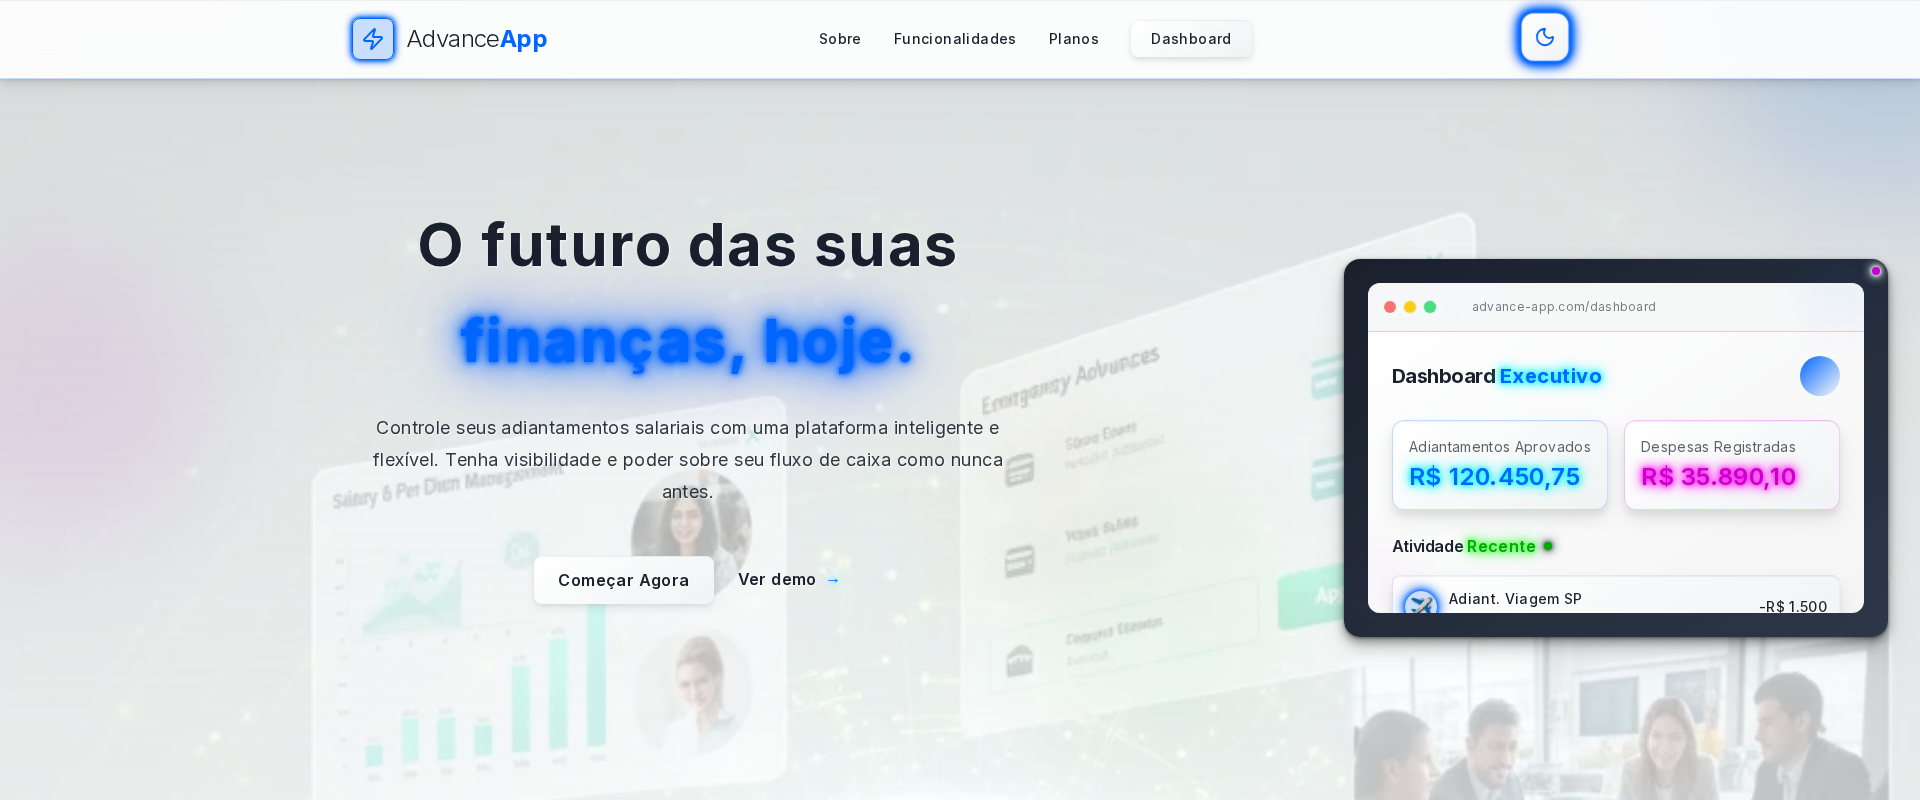 AdvanceApp
Sobre
Funcionalidades
Planos
Dashboard
O futuro das suas
finanças, hoje.
Controle seus adiantamentos salariais com uma plataforma inteligente e
flexível. Tenha visibilidade e poder sobre seu fluxo de caixa como nunca
antes.
Começar Agora
Ver demo →
Salary & Per Diem Management
Emergancy Advances
advance-app.com/dashboard
Dashboard Executivo
Adiantamentos Aprovados
R$ 120.450,75
Despesas Registradas
R$ 35.890,10
Atividade Recente
Adiant. Viagem SP
-R$ 1.500